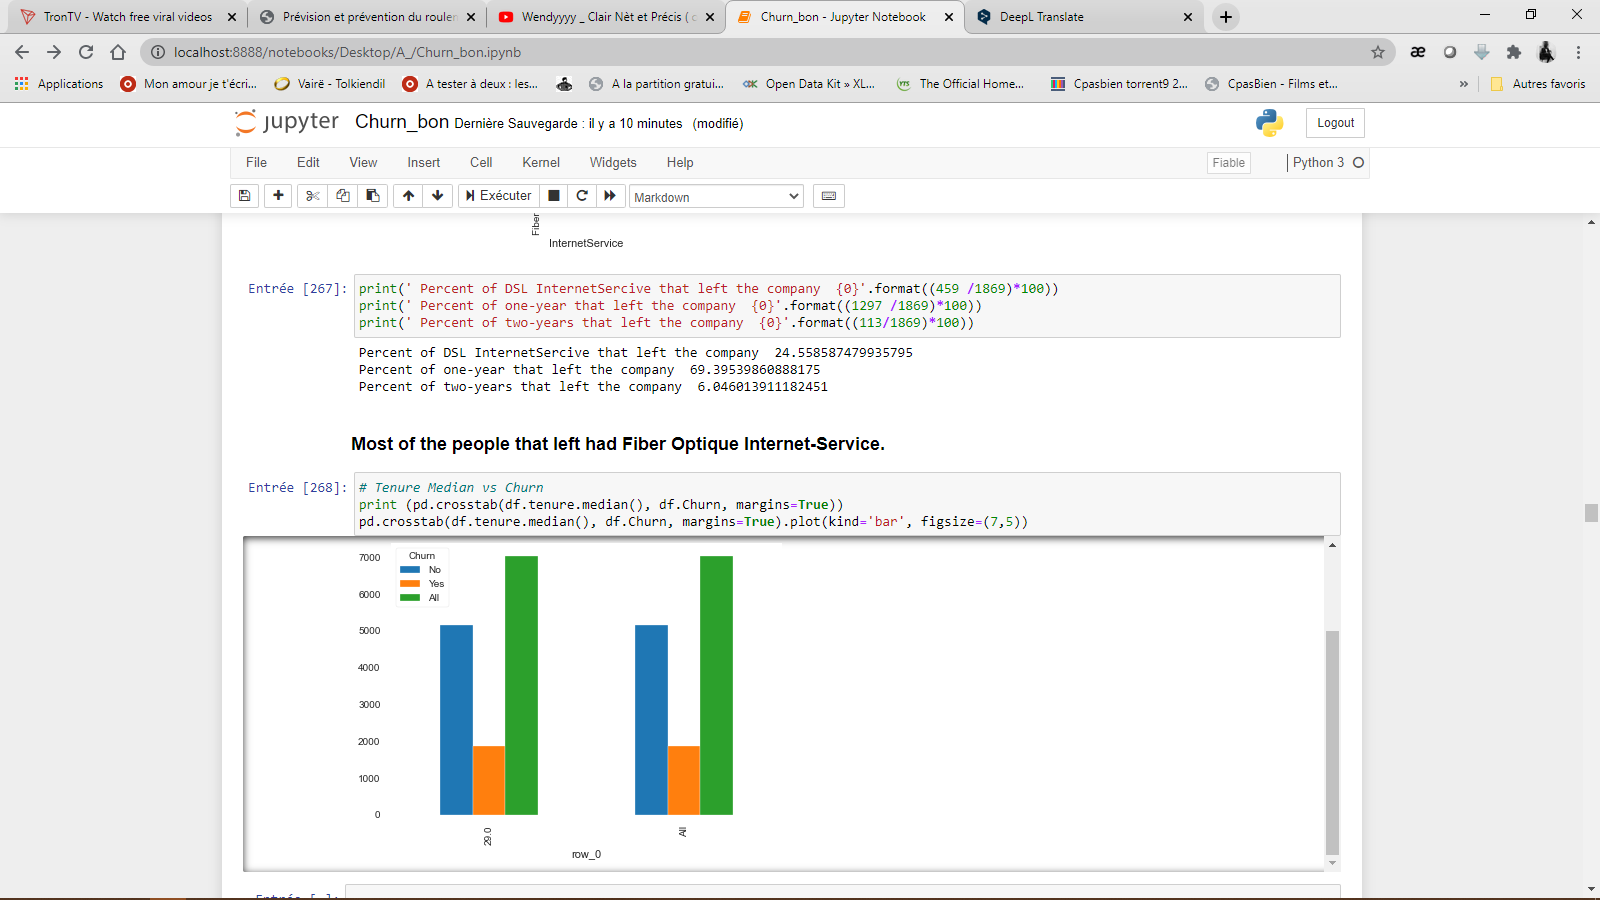 TronTV - Watch free viral videos
Prévision et prévention du rouler
Wendyyyy _ Clair Nèt et Précis ( c
Churn_bon - Jupyter Notebook
DeepL Translate
localhost:8888/notebooks/Desktop/A_/Churn_bon.ipynb
Applications
Mon amour je t'écri...
Vairë - Tolkiendil
A tester à deux : les...
A la partition gratui...
Open Data Kit » XL...
The Official Home...
Cpasbien torrent9 2...
CpasBien - Films et...
»
Autres favoris
jupyter
Churn_bon Dernière Sauvegarde : il y a 10 minutes (modifié)
Logout
File Edit View Insert Cell Kernel Widgets Help
Fiable
Python 3
Exécuter
Markdown
Fiber
InternetService
Entrée [267]:
print(' Percent of DSL InternetSercive that left the company  {0}'.format((459 /1869)*100))
print(' Percent of one-year that left the company  {0}'.format((1297 /1869)*100))
print(' Percent of two-years that left the company  {0}'.format((113/1869)*100))
Percent of DSL InternetSercive that left the company  24.558587479935795
Percent of one-year that left the company  69.39539860888175
Percent of two-years that left the company  6.046013911182451
Most of the people that left had Fiber Optique Internet-Service.
Entrée [268]:
# Tenure Median vs Churn
print (pd.crosstab(df.tenure.median(), df.Churn, margins=True))
pd.crosstab(df.tenure.median(), df.Churn, margins=True).plot(kind='bar', figsize=(7,5))
Churn
No
Yes
All
7000
6000
5000
4000
3000
2000
1000
0
29.0
All
row_0
Entrée [ ]: